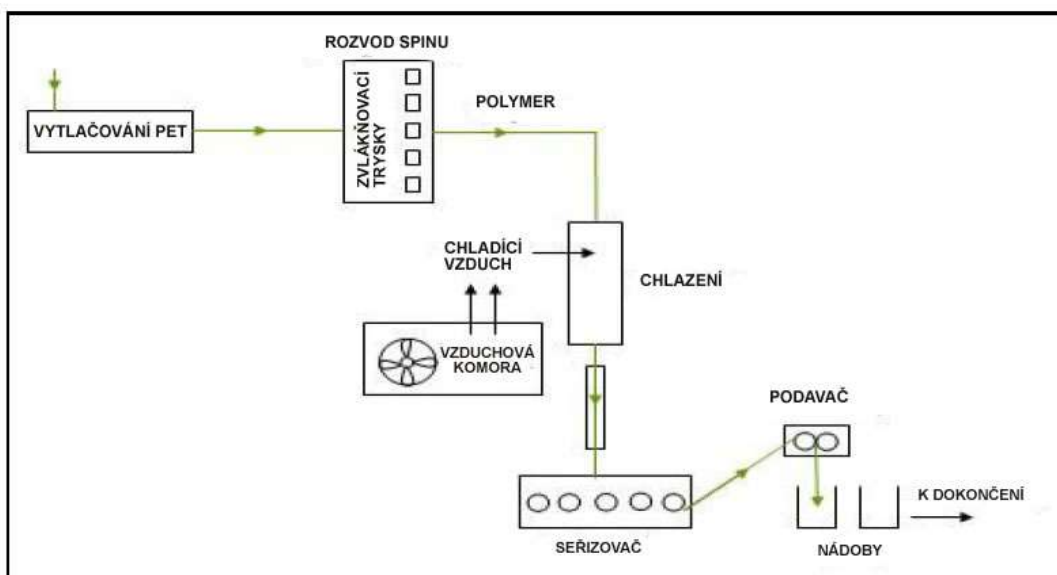 ROZVOD SPINU
VYTLAČOVÁNÍ PET
ZVLÁKŇOVACÍ
TRYSKY
POLYMER
CHLADÍCÍ
VZDUCH
CHLAZENÍ
VZDUCHOVÁ
KOMORA
PODAVAČ
SEŘIZOVAČ
K DOKONČENÍ
NÁDOBY